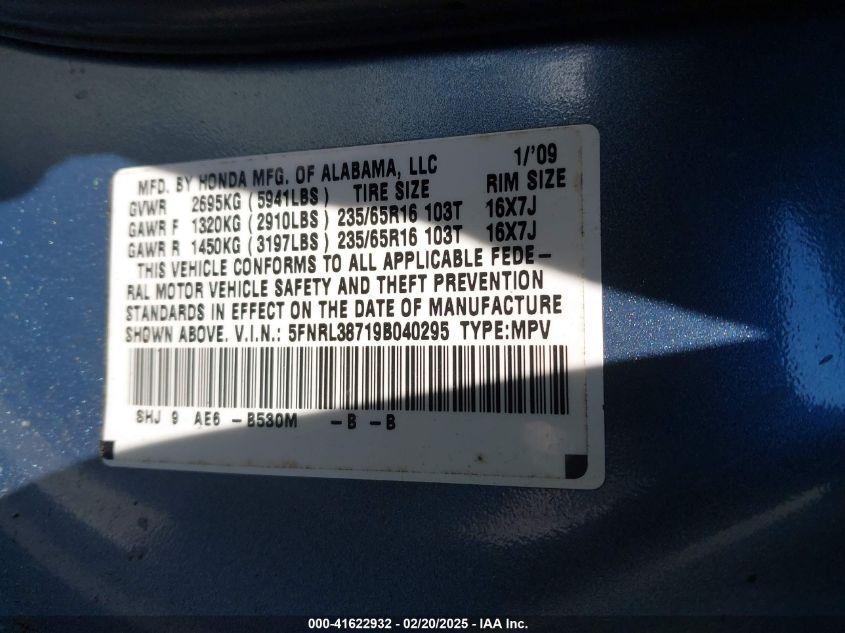 MFD. BY HONDA MFG. OF ALABAMA, LLC 1/'09
GVWR 2695KG (5941LBS) TIRE SIZE RIM SIZE
GAWR F 1320KG (2910LBS) 235/65R16 103T 16X7J
GAWR R 1450KG (3197LBS) 235/65R16 103T 16X7J
THIS VEHICLE CONFORMS TO ALL APPLICABLE FEDE-
RAL MOTOR VEHICLE SAFETY AND THEFT PREVENTION
STANDARDS IN EFFECT ON THE DATE OF MANUFACTURE
SHOWN ABOVE. V.I.N.: 5FNRL38719B040295 TYPE:MPV
SHJ 9 AE6 -B530M -B -B
000-41622932 / 02/20/2025 - IAA Inc.